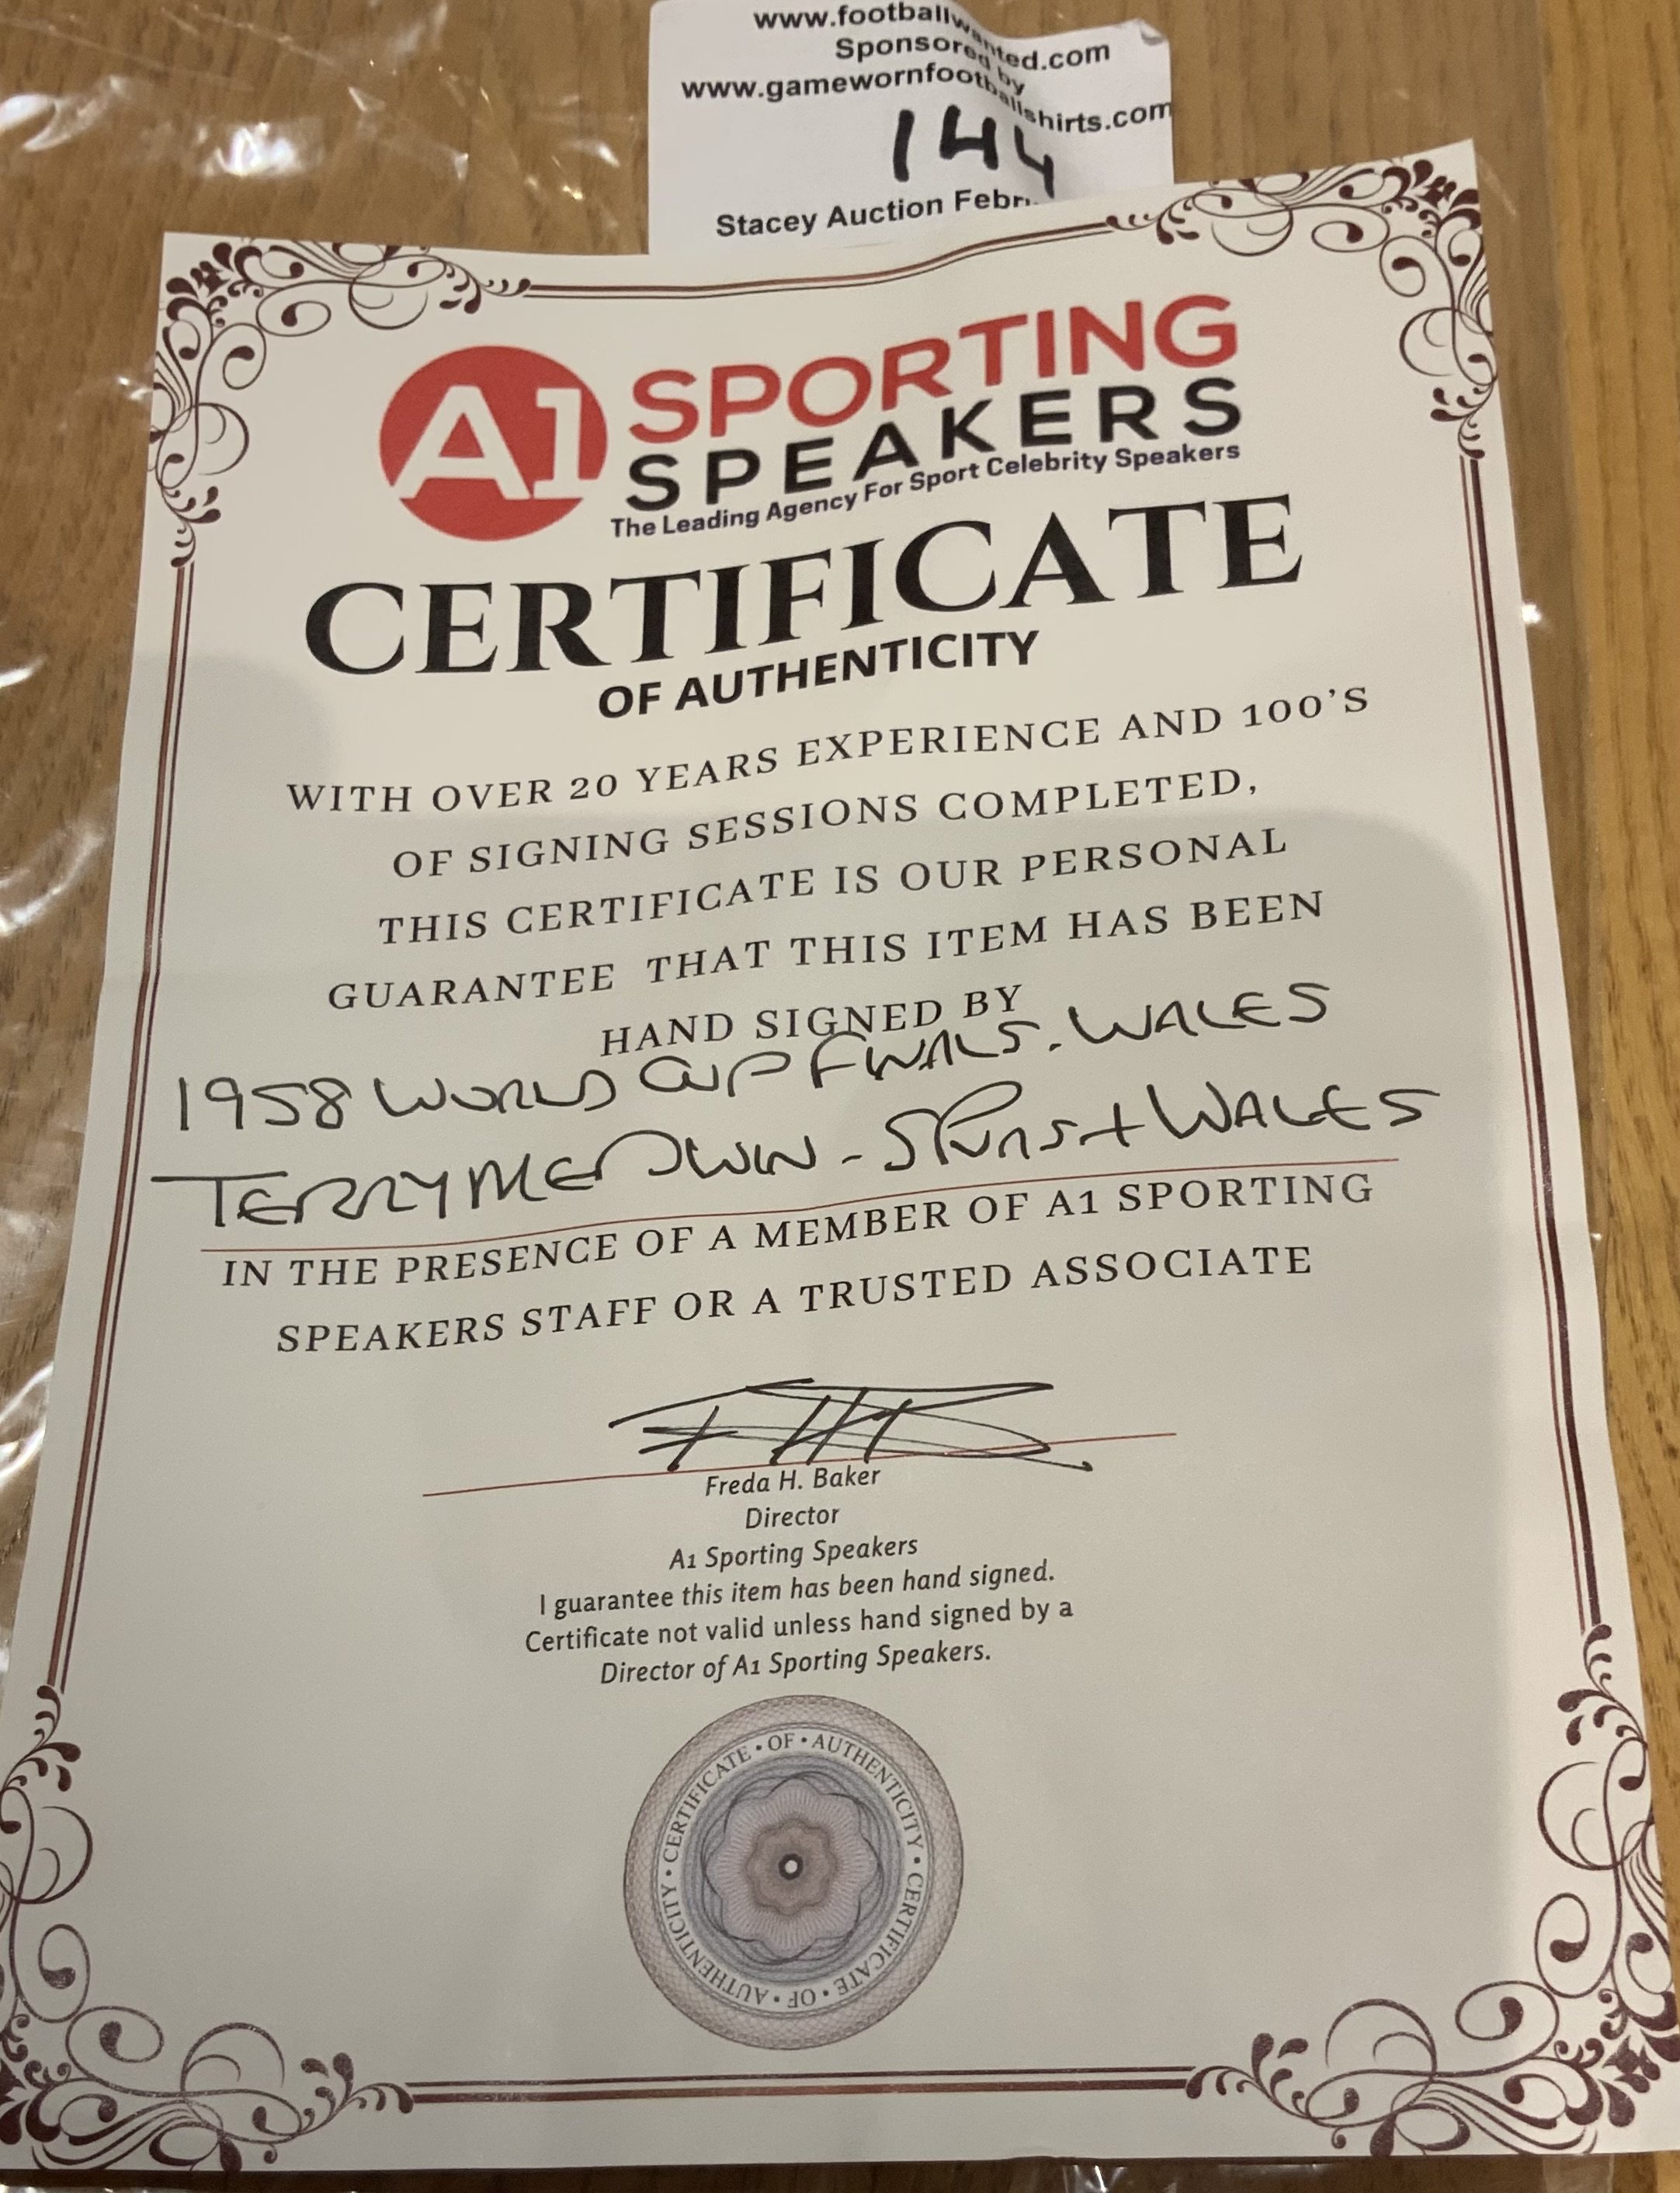 www.footballwanted.com
Sponsored by
www.gamewornfootballshirts.com
144
Stacey Auction Febr
A1 SPORTING
SPEAKERS
The Leading Agency For Sport Celebrity Speakers
CERTIFICATE
OF AUTHENTICITY
WITH OVER 20 YEARS EXPERIENCE AND 100'S
OF SIGNING SESSIONS COMPLETED,
THIS CERTIFICATE IS OUR PERSONAL
GUARANTEE THAT THIS ITEM HAS BEEN
HAND SIGNED BY
1958 WORLD CUP FINALS. WALES
TERRY MEDWIN - SPURS + WALES
IN THE PRESENCE OF A MEMBER OF A1 SPORTING
SPEAKERS STAFF OR A TRUSTED ASSOCIATE
Freda H. Baker
Director
A1 Sporting Speakers
I guarantee this item has been hand signed.
Certificate not valid unless hand signed by a
Director of A1 Sporting Speakers.
CERTIFICATE • OF • AUTHENTICITY • CERTIFICATE • OF • AUTHENTICITY •